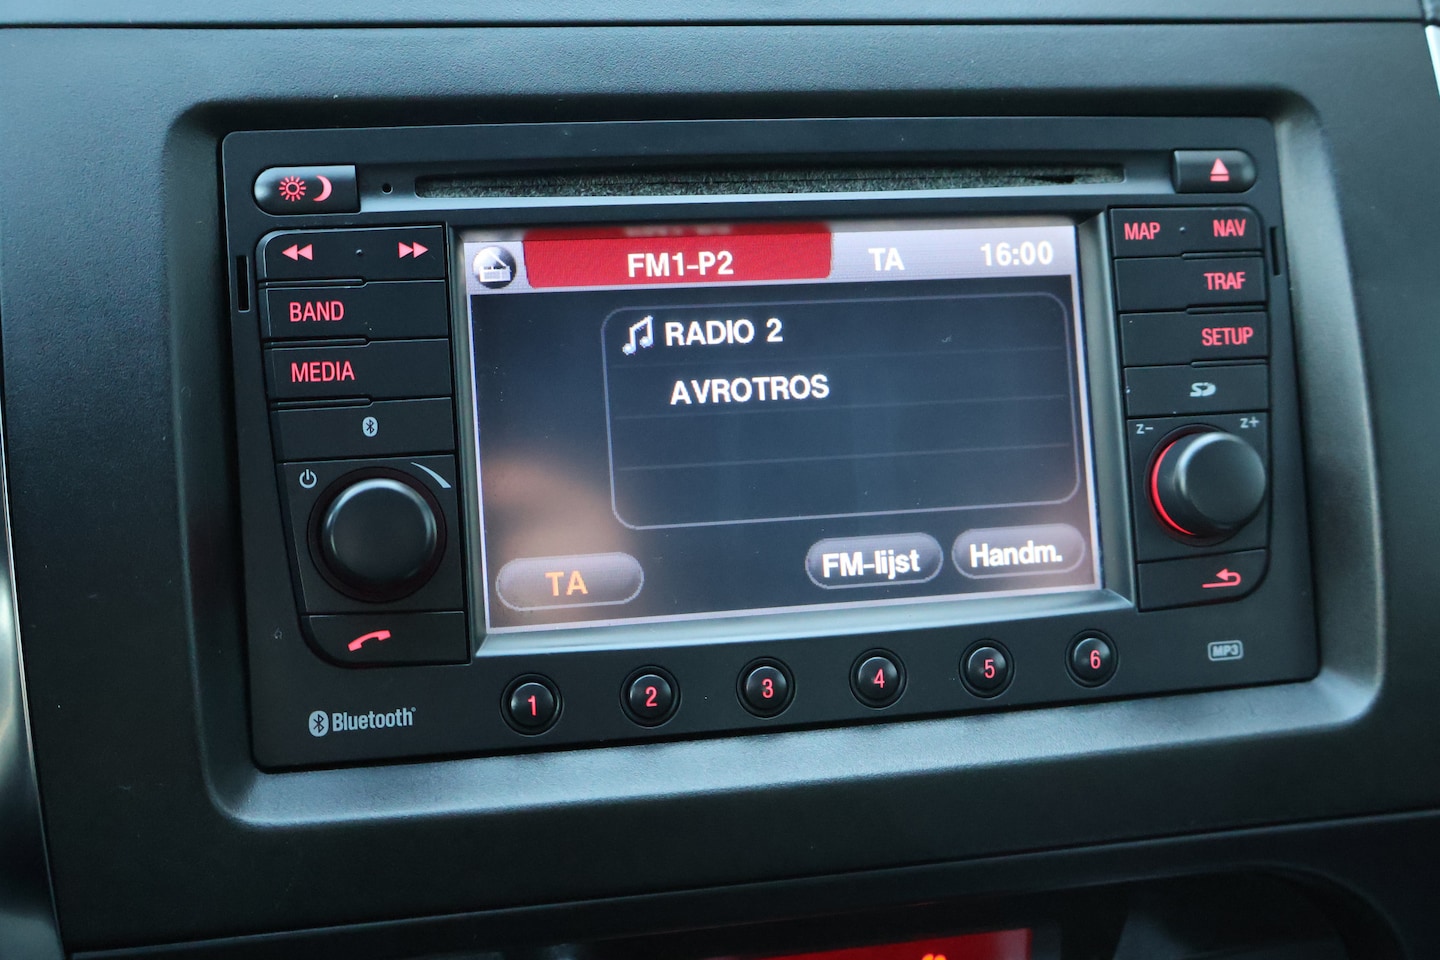 FM1-P2
TA
16:00
RADIO 2
AVROTROS
TA
FM-lijst
Handm.
BAND
MEDIA
MAP
NAV
TRAF
SETUP
SD
z-
z+
1
2
3
4
5
6
Bluetooth®
MP3